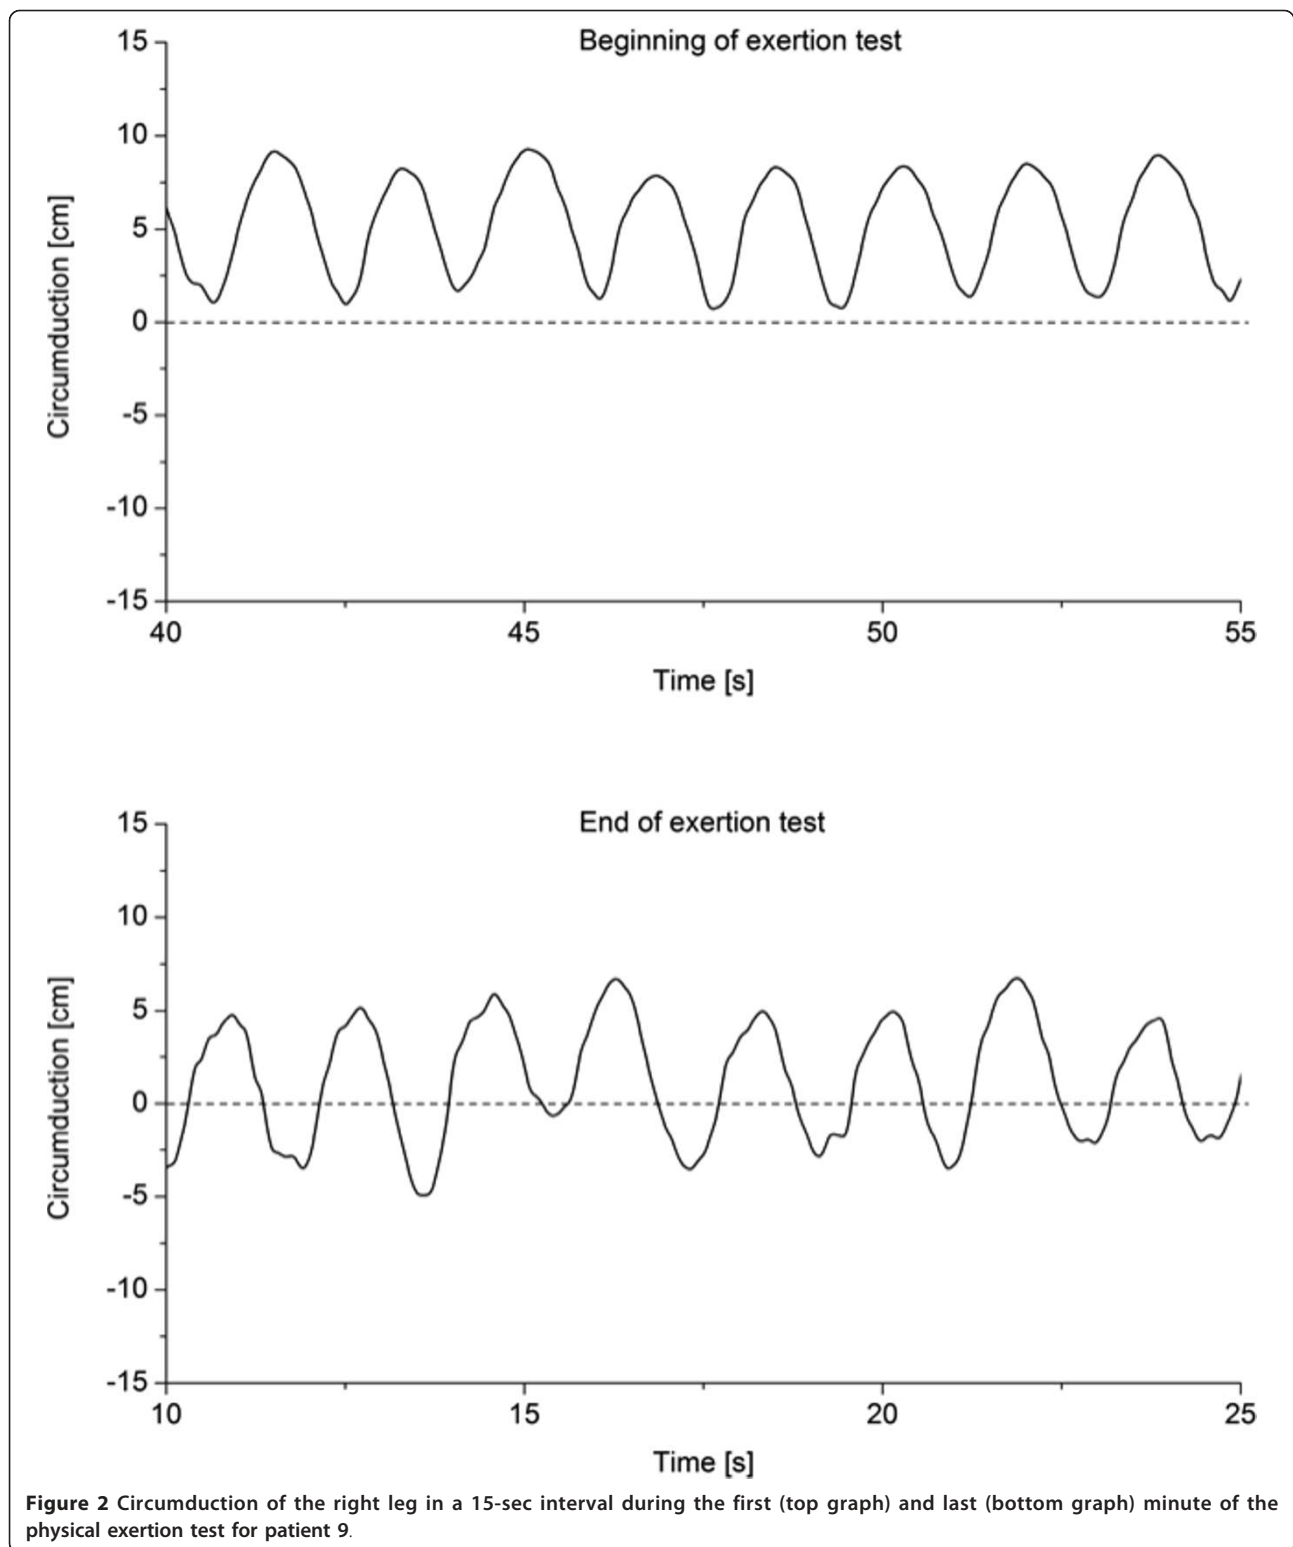 Beginning of exertion test
15
10
5
0
-5
-10
-15
Circumduction [cm]
40 45 50 55
Time [s]
End of exertion test
15
10
5
0
-5
-10
-15
Circumduction [cm]
10 15 20 25
Time [s]
Figure 2 Circumduction of the right leg in a 15-sec interval during the first (top graph) and last (bottom graph) minute of the
physical exertion test for patient 9.